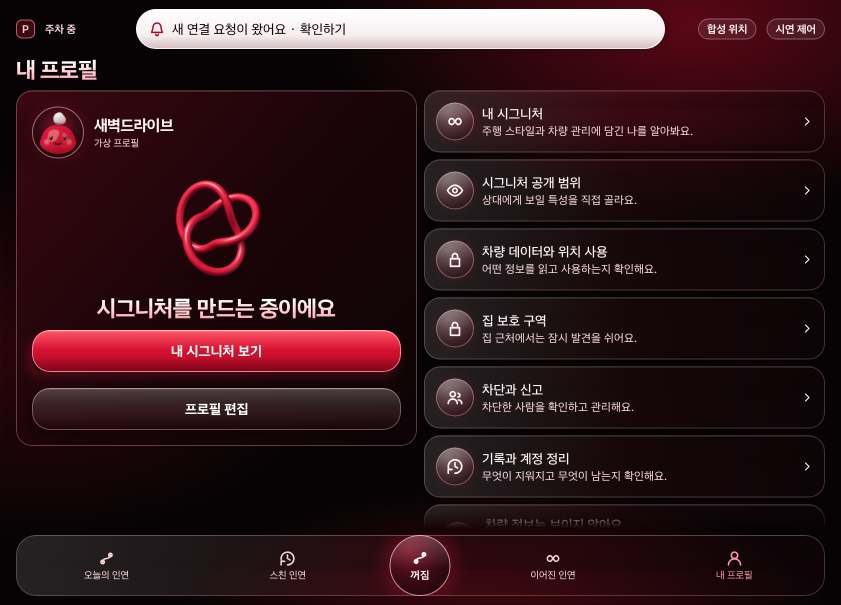 P 주차 중
새 연결 요청이 왔어요 · 확인하기
합성 위치
시연 제어
내 프로필
새벽드라이브
가상 프로필
시그니처를 만드는 중이에요
내 시그니처 보기
프로필 편집
내 시그니처
주행 스타일과 차량 관리에 담긴 나를 알아봐요.
시그니처 공개 범위
상대에게 보일 특성을 직접 골라요.
차량 데이터와 위치 사용
어떤 정보를 읽고 사용하는지 확인해요.
집 보호 구역
집 근처에서는 잠시 발견을 쉬어요.
차단과 신고
차단한 사람을 확인하고 관리해요.
기록과 계정 정리
무엇이 지워지고 무엇이 남는지 확인해요.
차량 정보는 보이지 않아요
오늘의 인연
스친 인연
꺼짐
이어진 인연
내 프로필